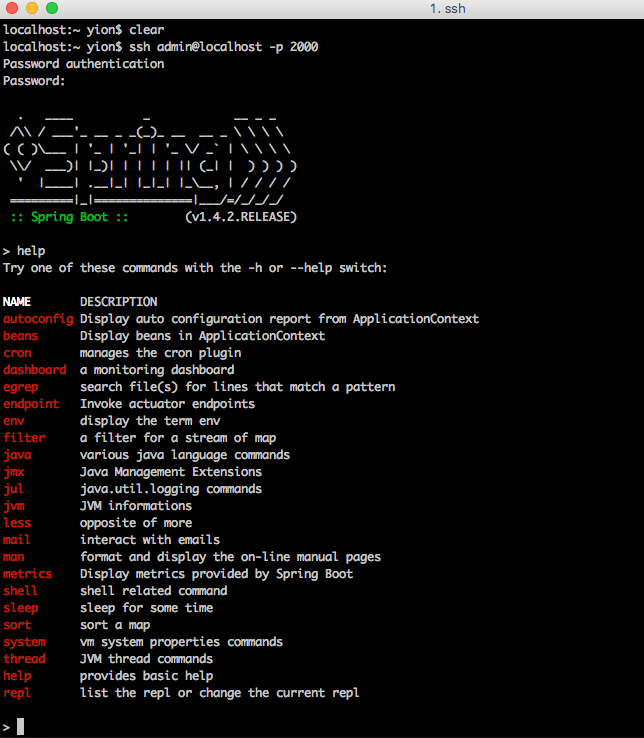 1. ssh
localhost:~ yion$ clear
localhost:~ yion$ ssh admin@localhost -p 2000
Password authentication
Password:
  .   ____          _            __ _ _
 /\\ / ___'_ __ _ _(_)_ __  __ _ \ \ \ \
( ( )\___ | '_ | '_| | '_ \/ _` | \ \ \ \
 \\/  ___)| |_)| | | | | || (_| |  ) ) ) )
  '  |____| .__|_| |_|_| |_\__, | / / / /
 =========|_|==============|___/=/_/_/_/
 :: Spring Boot ::        (v1.4.2.RELEASE)
> help
Try one of these commands with the -h or --help switch:
NAME       DESCRIPTION
autoconfig Display auto configuration report from ApplicationContext
beans      Display beans in ApplicationContext
cron       manages the cron plugin
dashboard  a monitoring dashboard
egrep      search file(s) for lines that match a pattern
endpoint   Invoke actuator endpoints
env        display the term env
filter     a filter for a stream of map
java       various java language commands
jmx        Java Management Extensions
jul        java.util.logging commands
jvm        JVM informations
less       opposite of more
mail       interact with emails
man        format and display the on-line manual pages
metrics    Display metrics provided by Spring Boot
shell      shell related command
sleep      sleep for some time
sort       sort a map
system     vm system properties commands
thread     JVM thread commands
help       provides basic help
repl       list the repl or change the current repl
>